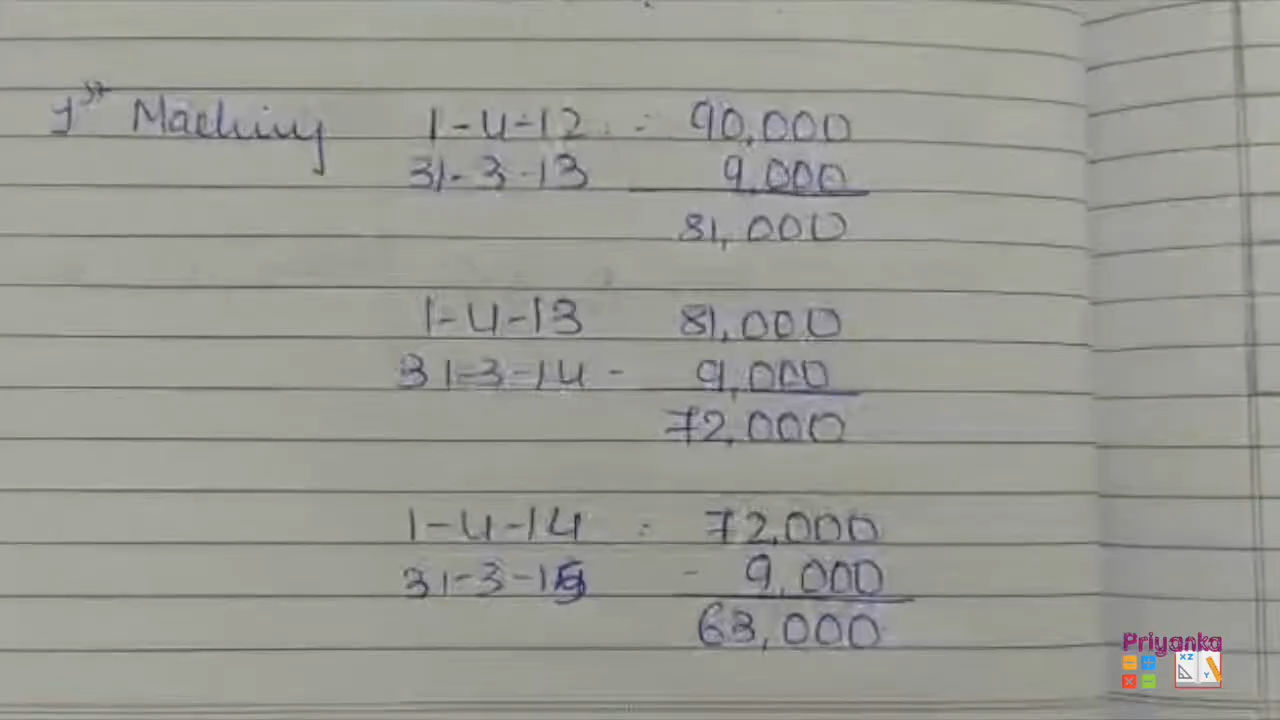 1st Machiny 1-4-12 : 90,000
31-3-13 9,000
81,000
1-4-13 81,000
31-3-14 - 9,000
72,000
1-4-14 : 72,000
31-3-15 - 9,000
63,000
Priyanka